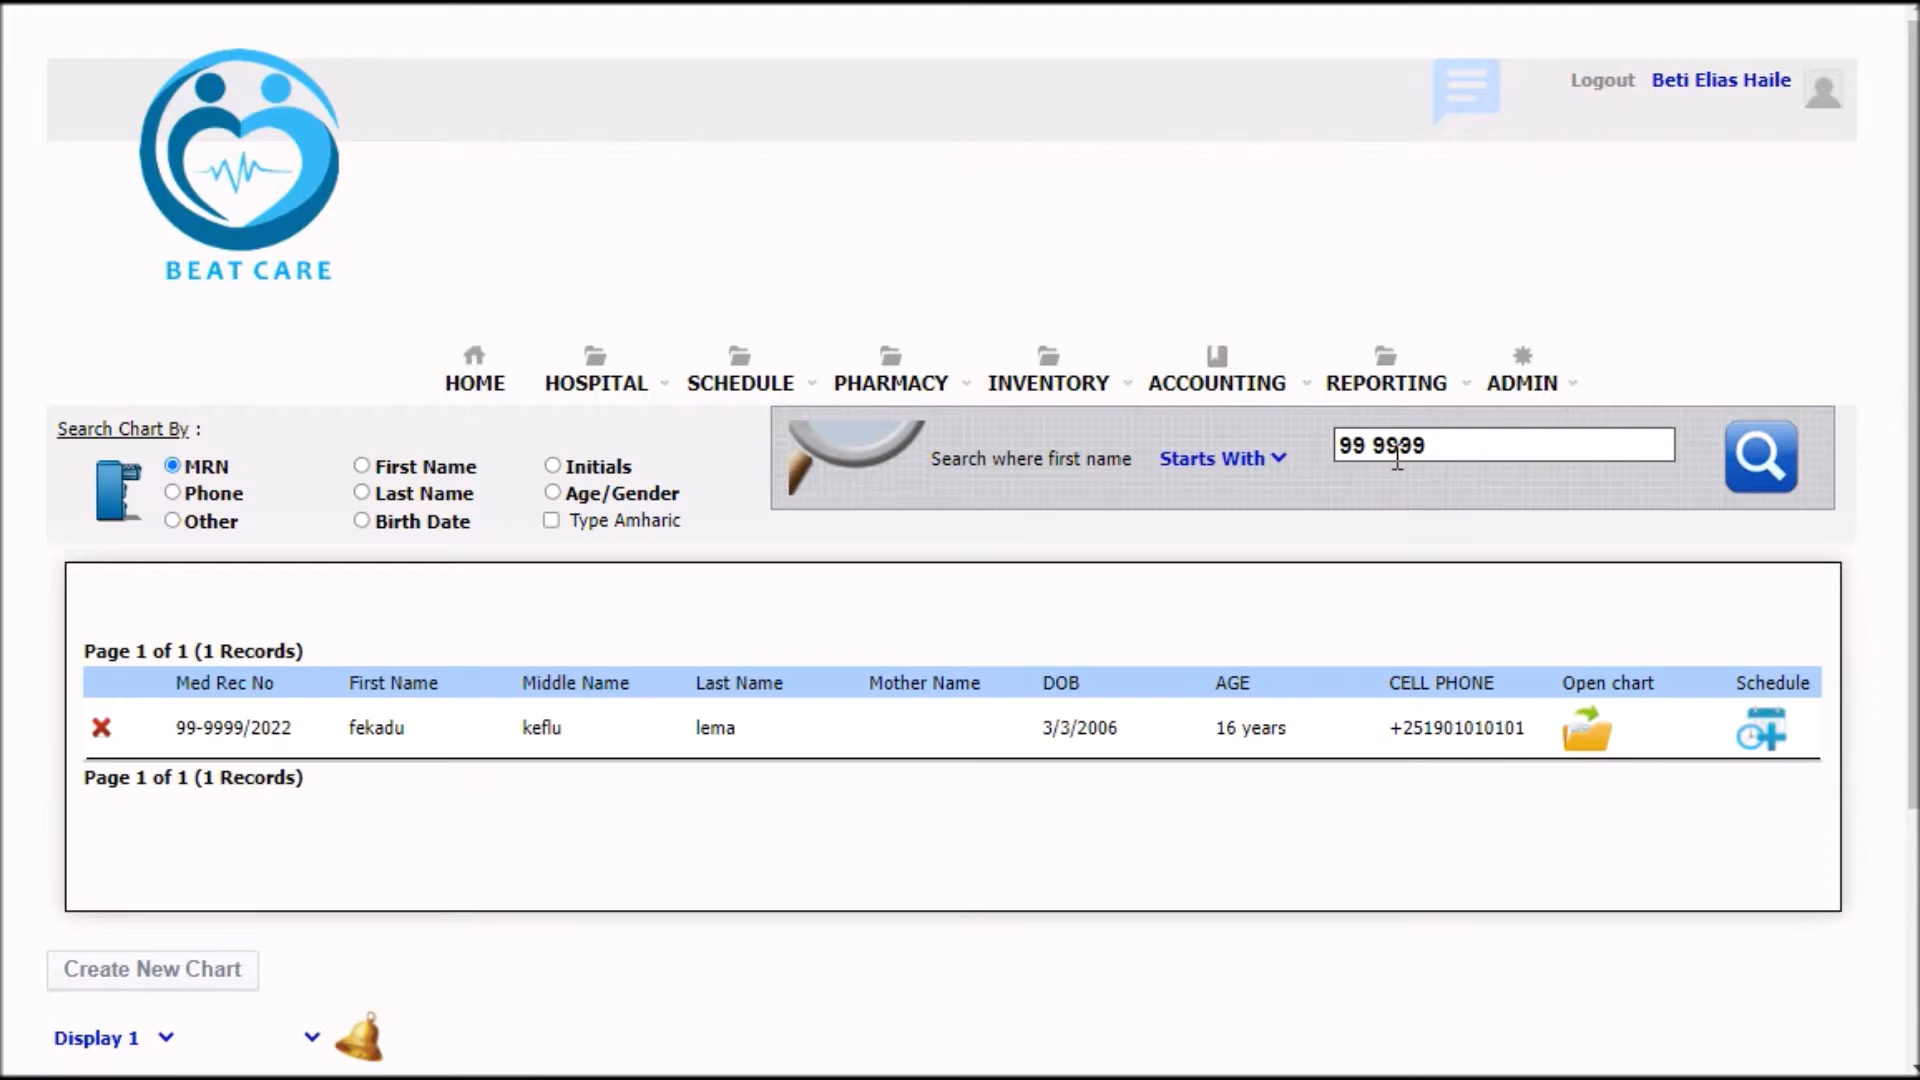 Logout Beti Elias Haile
BEAT CARE
HOME HOSPITAL SCHEDULE PHARMACY INVENTORY ACCOUNTING REPORTING ADMIN
Search Chart By :
MRN First Name Initials
Phone Last Name Age/Gender
Other Birth Date Type Amharic
Search where first name Starts With 99 9999
Page 1 of 1 (1 Records)
Med Rec No First Name Middle Name Last Name Mother Name DOB AGE CELL PHONE Open chart Schedule
99-9999/2022 fekadu keflu lema 3/3/2006 16 years +251901010101
Page 1 of 1 (1 Records)
Create New Chart
Display 1